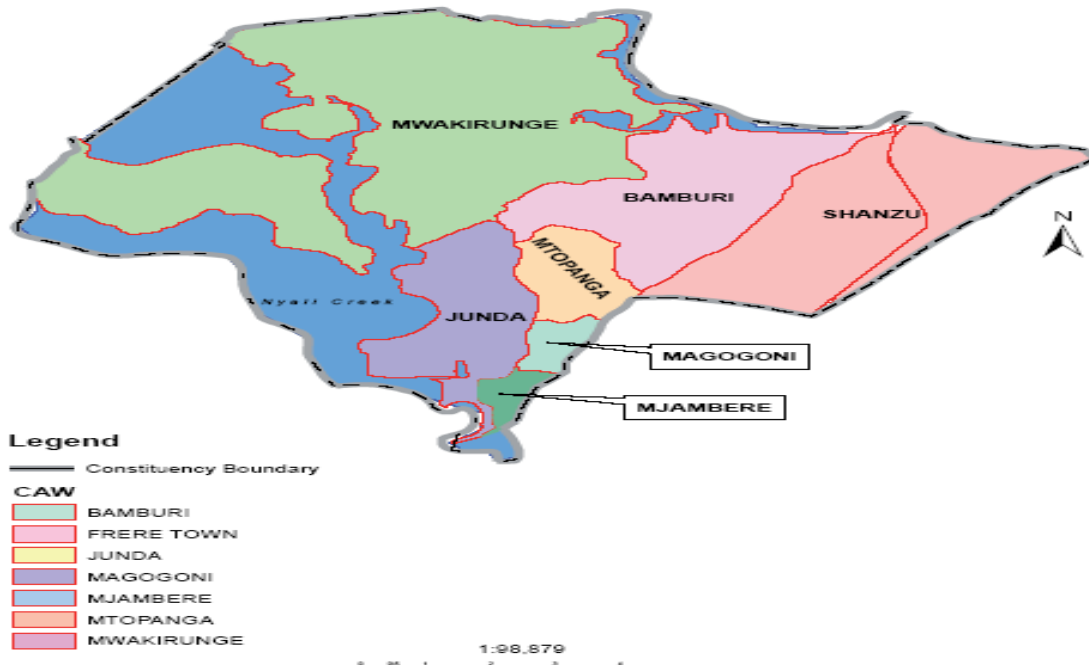 MWAKIRUNGE
BAMBURI
SHANZU
N
MTOPANGA
Nyali Creek
JUNDA
MAGOGONI
MJAMBERE
Legend
Constituency Boundary
CAW
BAMBURI
FRERE TOWN
JUNDA
MAGOGONI
MJAMBERE
MTOPANGA
MWAKIRUNGE
1:98,879